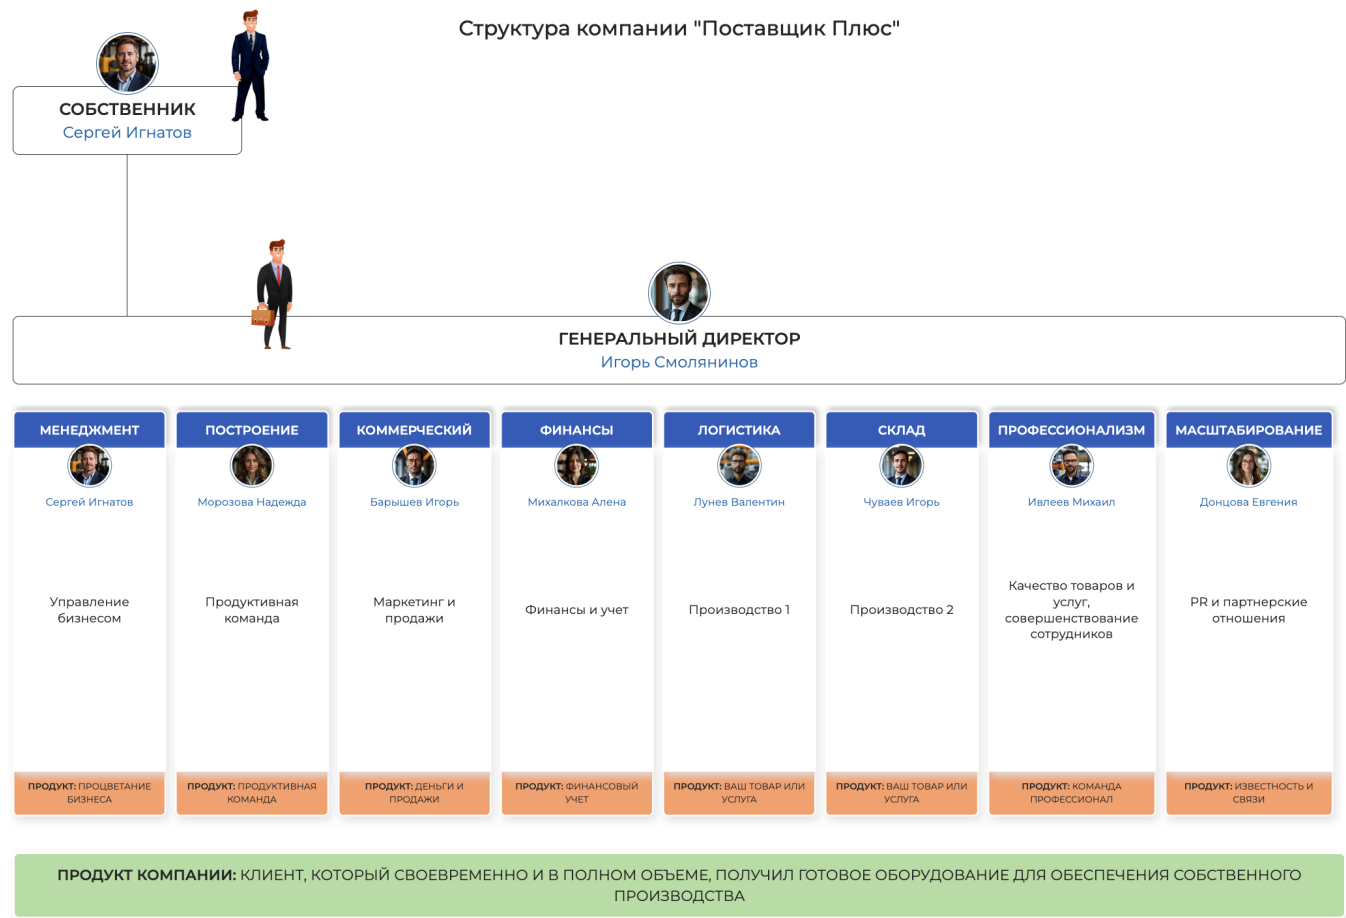 Структура компании "Поставщик Плюс"
СОБСТВЕННИК
Сергей Игнатов
ГЕНЕРАЛЬНЫЙ ДИРЕКТОР
Игорь Смолянинов
МЕНЕДЖМЕНТ
Сергей Игнатов
Управление
бизнесом
ПРОДУКТ: ПРОЦВЕТАНИЕ
БИЗНЕСА
ПОСТРОЕНИЕ
Морозова Надежда
Продуктивная
команда
ПРОДУКТ: ПРОДУКТИВНАЯ
КОМАНДА
КОММЕРЧЕСКИЙ
Барышев Игорь
Маркетинг и
продажи
ПРОДУКТ: ДЕНЬГИ И
ПРОДАЖИ
ФИНАНСЫ
Михалкова Алена
Финансы и учет
ПРОДУКТ: ФИНАНСОВЫЙ
УЧЕТ
ЛОГИСТИКА
Лунев Валентин
Производство 1
ПРОДУКТ: ВАШ ТОВАР ИЛИ
УСЛУГА
СКЛАД
Чуваев Игорь
Производство 2
ПРОДУКТ: ВАШ ТОВАР ИЛИ
УСЛУГА
ПРОФЕССИОНАЛИЗМ
Ивлеев Михаил
Качество товаров и
услуг,
совершенствование
сотрудников
ПРОДУКТ: КОМАНДА
ПРОФЕССИОНАЛ
МАСШТАБИРОВАНИЕ
Донцова Евгения
PR и партнерские
отношения
ПРОДУКТ: ИЗВЕСТНОСТЬ И
СВЯЗИ
ПРОДУКТ КОМПАНИИ: КЛИЕНТ, КОТОРЫЙ СВОЕВРЕМЕННО И В ПОЛНОМ ОБЪЕМЕ, ПОЛУЧИЛ ГОТОВОЕ ОБОРУДОВАНИЕ ДЛЯ ОБЕСПЕЧЕНИЯ СОБСТВЕННОГО
ПРОИЗВОДСТВА